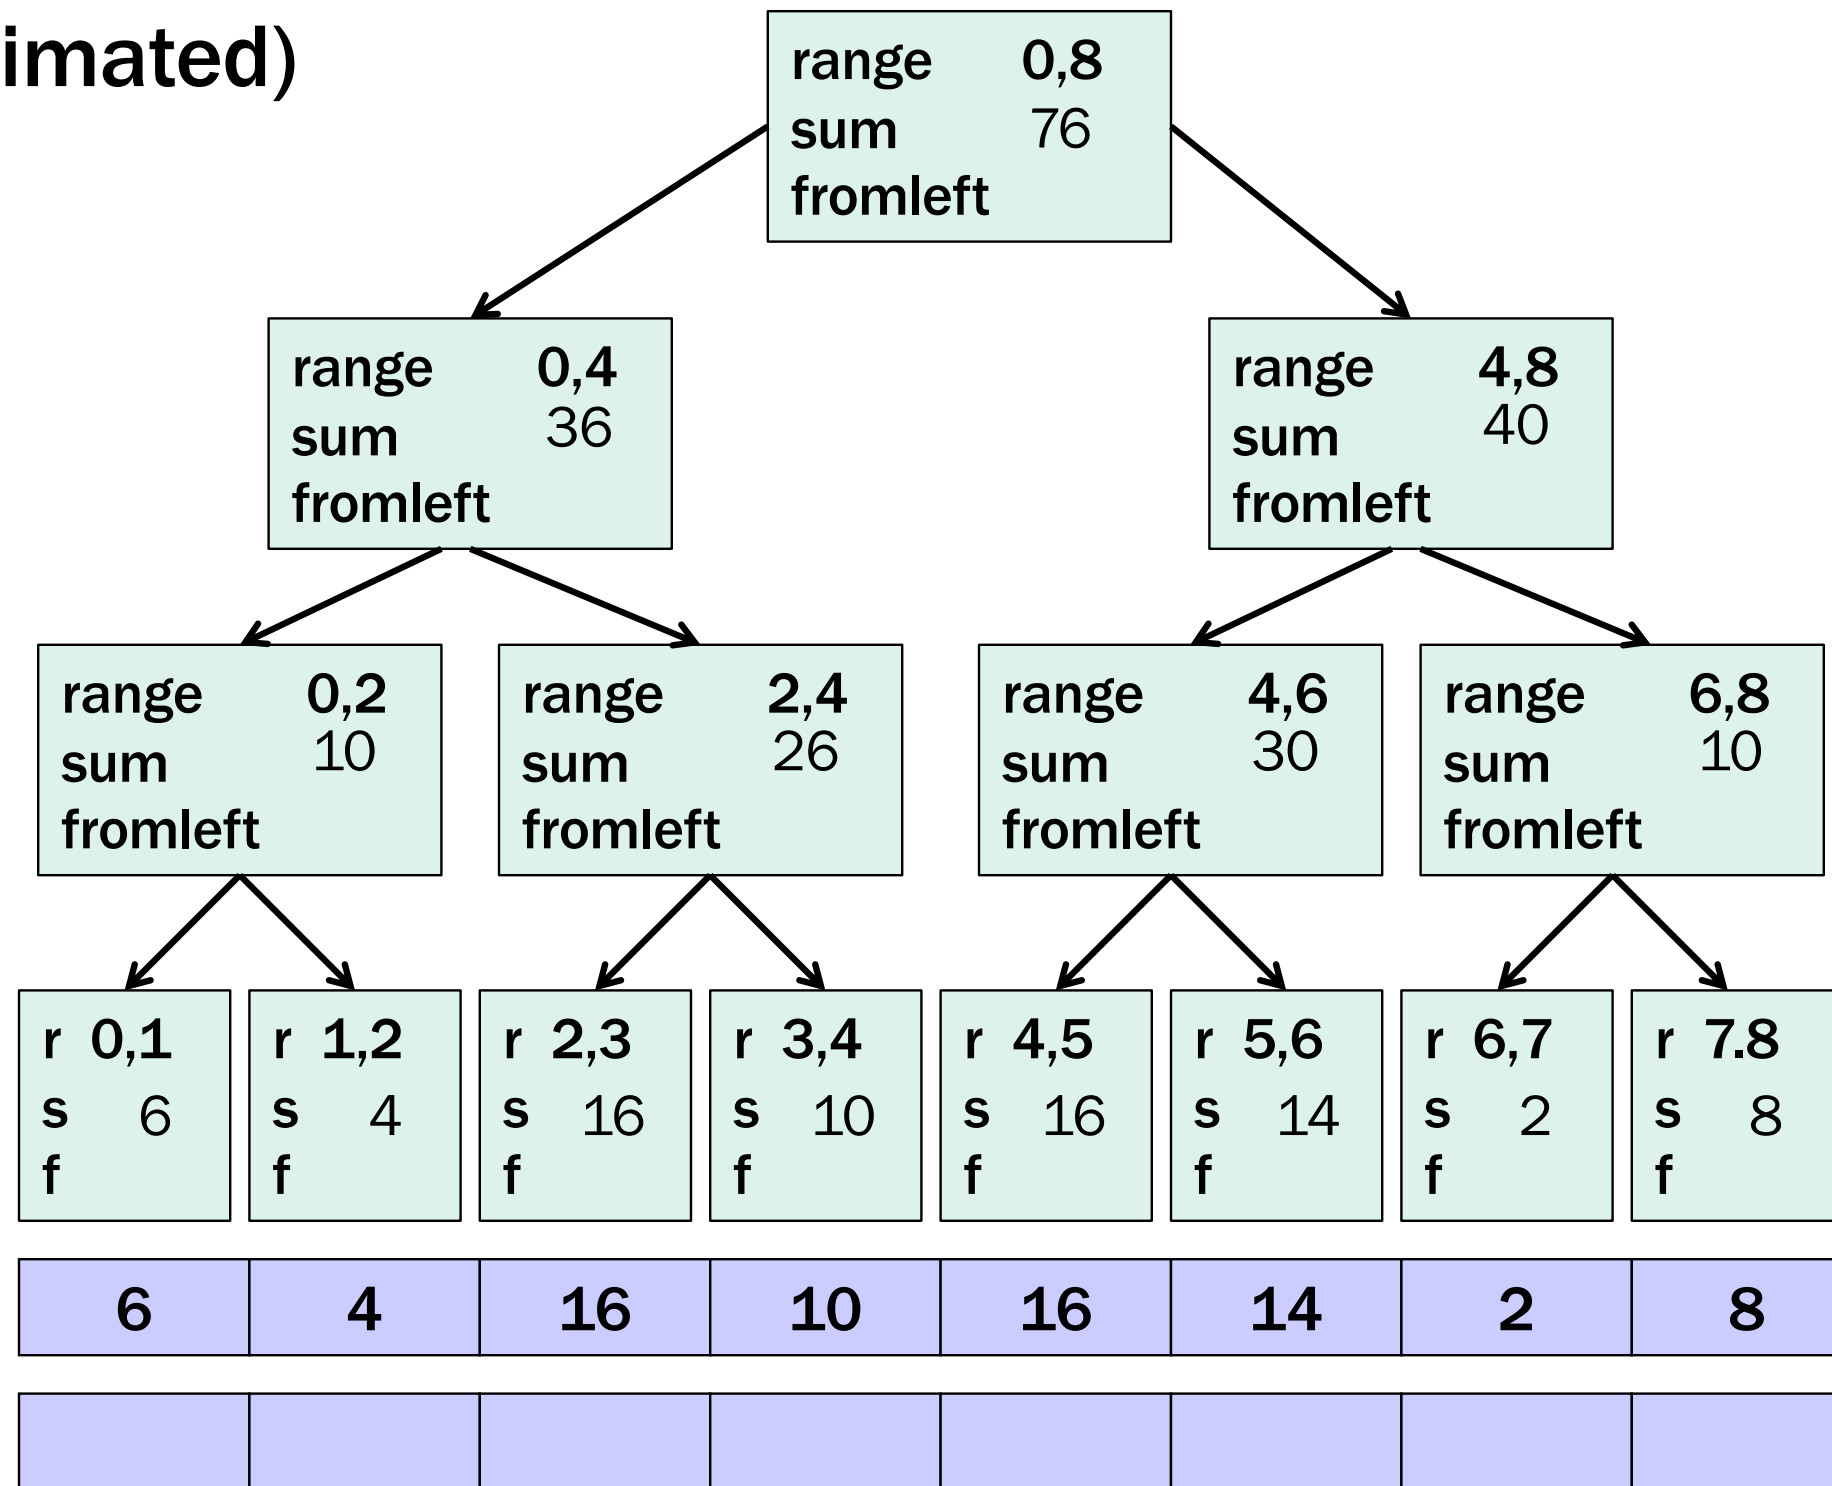 imated)
range 0,8
sum 76
fromleft
range 0,4
sum 36
fromleft
range 4,8
sum 40
fromleft
range 0,2
sum 10
fromleft
range 2,4
sum 26
fromleft
range 4,6
sum 30
fromleft
range 6,8
sum 10
fromleft
r 0,1
s 6
f
r 1,2
s 4
f
r 2,3
s 16
f
r 3,4
s 10
f
r 4,5
s 16
f
r 5,6
s 14
f
r 6,7
s 2
f
r 7.8
s 8
f
6 4 16 10 16 14 2 8